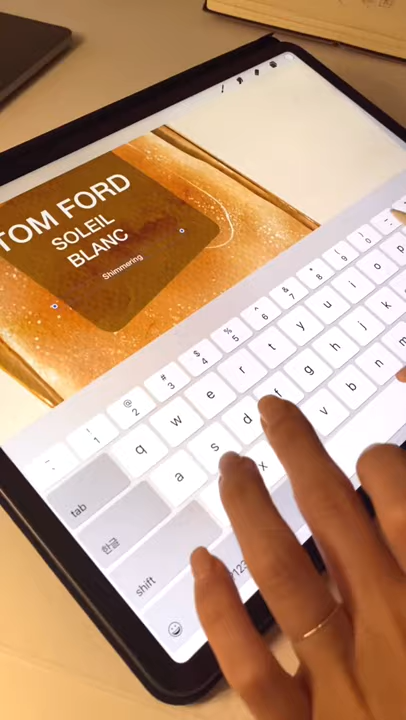 TOM FORD
SOLEIL
BLANC
Shimmering
~ ! @ # $ % ^ & * ( ) _
` 1 2 3 4 5 6 7 8 9 0 -
tab q w e r t y u i o p
한글 a s d f g h j k
shift x v b n m
.?123